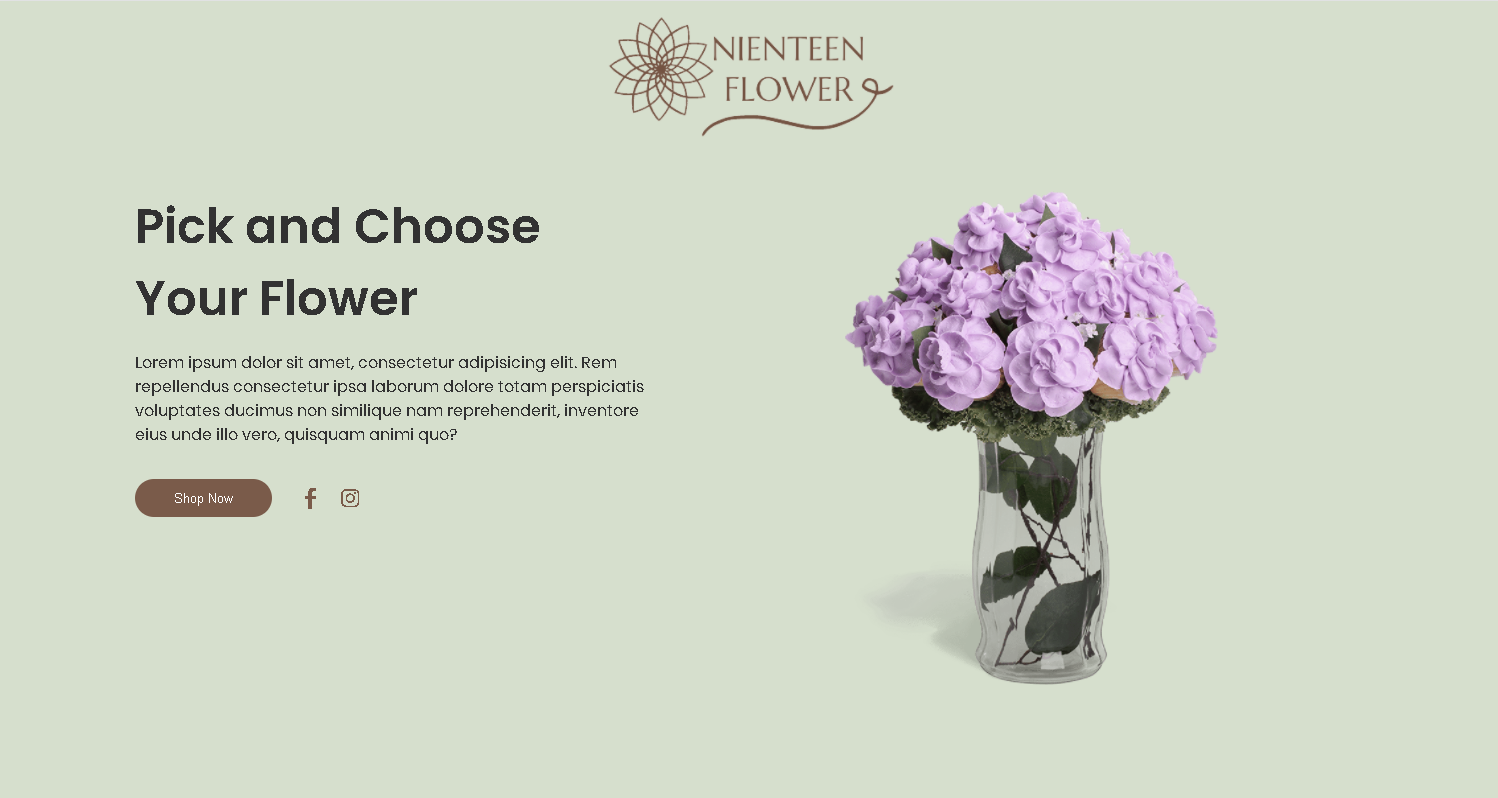 NIENTEEN
FLOWER
Pick and Choose
Your Flower
Lorem ipsum dolor sit amet, consectetur adipisicing elit. Rem
repellendus consectetur ipsa laborum dolore totam perspiciatis
voluptates ducimus non similique nam reprehenderit, inventore
eius unde illo vero, quisquam animi quo?
Shop Now